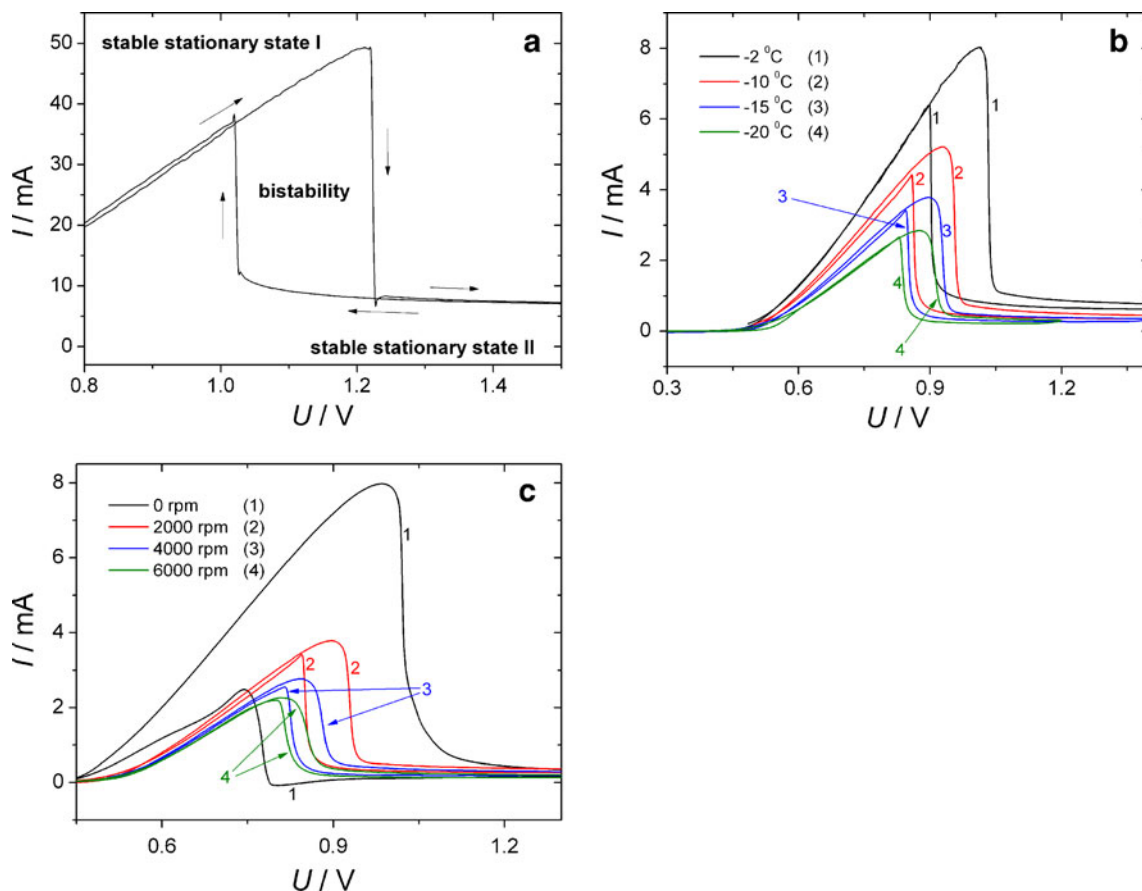 a
stable stationary state I
bistability
stable stationary state II
I / mA
50
40
30
20
10
0
0.8 1.0 1.2 1.4
U / V
b
-2 ⁰C (1)
-10 ⁰C (2)
-15 ⁰C (3)
-20 ⁰C (4)
1
1
2
2
3
3
4
4
I / mA
8
6
4
2
0
0.3 0.6 0.9 1.2
U / V
c
0 rpm (1)
2000 rpm (2)
4000 rpm (3)
6000 rpm (4)
1
2
2
3
4
1
I / mA
8
6
4
2
0
0.6 0.9 1.2
U / V